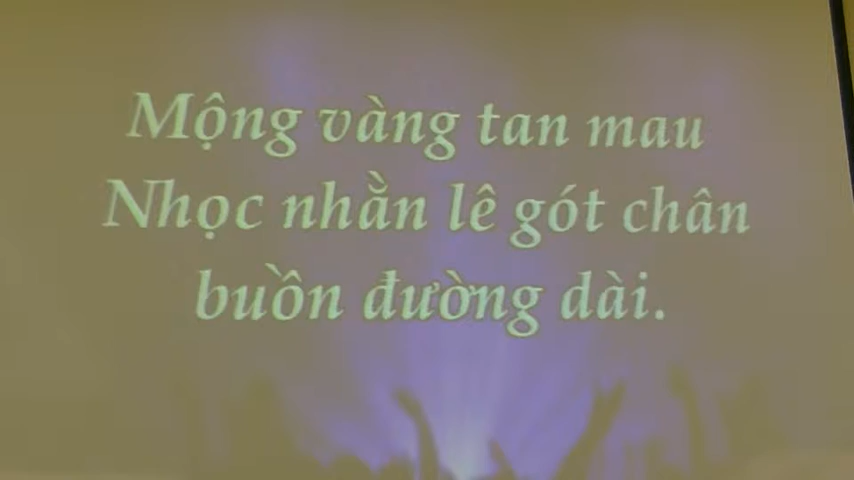 Mộng vàng tan mau
Nhọc nhằn lê gót chân
buồn đường dài.